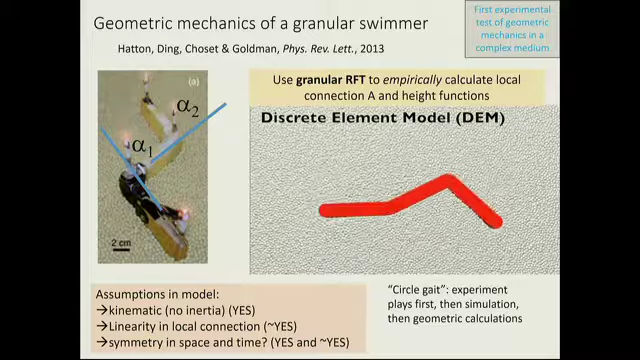 Geometric mechanics of a granular swimmer
First experimental
test of geometric
mechanics in a
complex medium
Hatton, Ding, Choset & Goldman, Phys. Rev. Lett., 2013
(a)
α2
α1
2 cm
Use granular RFT to empirically calculate local
connection A and height functions
Discrete Element Model (DEM)
Assumptions in model:
→kinematic (no inertia) (YES)
→Linearity in local connection (~YES)
→symmetry in space and time? (YES and ~YES)
“Circle gait”: experiment
plays first, then simulation,
then geometric calculations